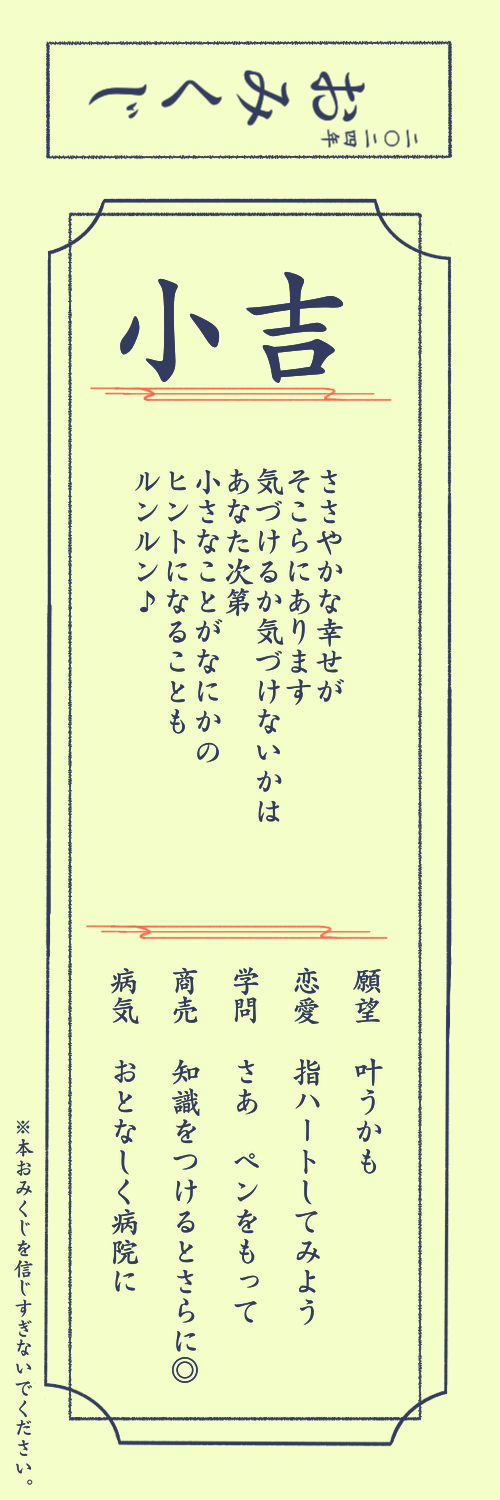 おみくじ
二〇二四年
小吉
ささやかな幸せが
そこらにあります
気づけるか気づけないかは
あなた次第
小さなことがなにかの
ヒントになることも
ルンルン♪
願望 叶うかも
恋愛 指ハートしてみよう
学問 さあ ペンをもって
商売 知識をつけるとさらに◎
病気 おとなしく病院に
※本おみくじを信じすぎないでください。